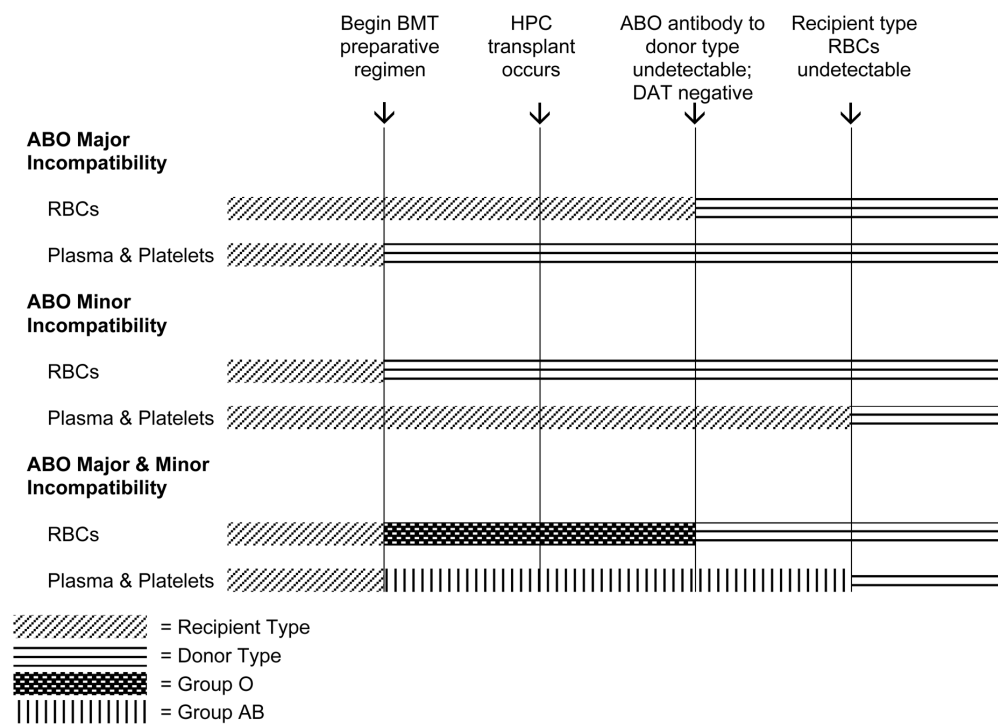 Begin BMT
preparative
regimen
HPC
transplant
occurs
ABO antibody to
donor type
undetectable;
DAT negative
Recipient type
RBCs
undetectable
ABO Major
Incompatibility
RBCs
Plasma & Platelets
ABO Minor
Incompatibility
RBCs
Plasma & Platelets
ABO Major & Minor
Incompatibility
RBCs
Plasma & Platelets
= Recipient Type
= Donor Type
= Group O
= Group AB